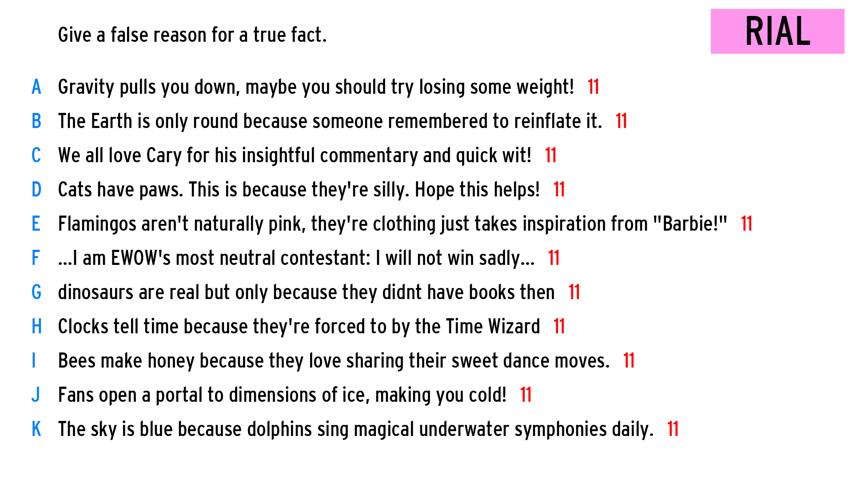 Give a false reason for a true fact.
RIAL
A Gravity pulls you down, maybe you should try losing some weight! 11
B The Earth is only round because someone remembered to reinflate it. 11
C We all love Cary for his insightful commentary and quick wit! 11
D Cats have paws. This is because they're silly. Hope this helps! 11
E Flamingos aren't naturally pink, they're clothing just takes inspiration from "Barbie!" 11
F ...I am EWOW's most neutral contestant: I will not win sadly... 11
G dinosaurs are real but only because they didnt have books then 11
H Clocks tell time because they're forced to by the Time Wizard 11
I Bees make honey because they love sharing their sweet dance moves. 11
J Fans open a portal to dimensions of ice, making you cold! 11
K The sky is blue because dolphins sing magical underwater symphonies daily. 11